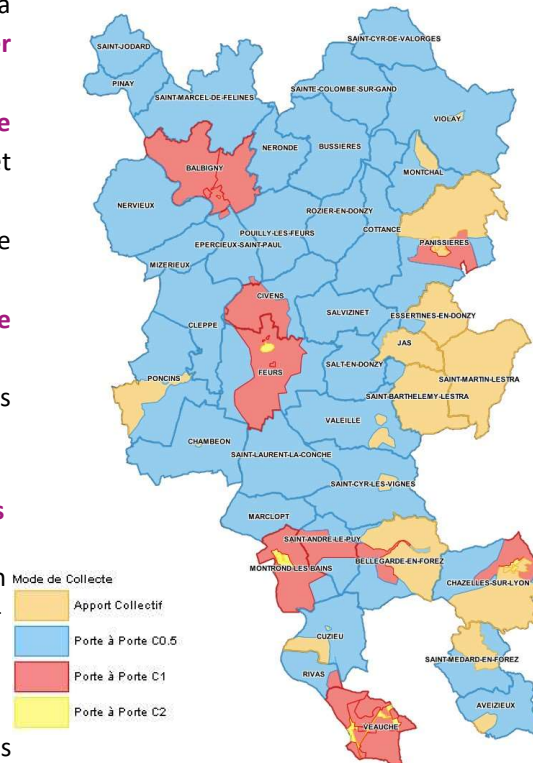 a
er
e
et
e
e
s
s
n
s
SAINT-JODARD
SAINT-CYR-DE-VALORGES
PINAY
SAINT-MARCEL-DE-FELINES
SAINTE-COLOMBE-SUR-GAND
VIOLAY
NERONDE
BUSSIERES
BALBIGNY
MONTCHAL
NERVIEUX
ROZIER-EN-DONZY
COTTANCE
POUILLY-LES-FEURS
PANISSIERES
EPERCIEUX-SAINT-PAUL
MIZERIEUX
CIVENS
SALVIZINET
ESSERTINES-EN-DONZY
CLEPPE
JAS
FEURS
SALT-EN-DONZY
SAINT-MARTIN-LESTRA
PONCINS
SAINT-BARTHELEMY-LESTRA
VALEILLE
CHAMBEON
SAINT-LAURENT-LA-CONCHE
SAINT-CYR-LES-VIGNES
MARCLOPT
SAINT-ANDRE-LE-PUY
MONTROND-LES-BAINS
BELLEGARDE-EN-FOREZ
CHAZELLES-SUR-LYON
CUZIEU
SAINT-MEDARD-EN-FOREZ
RIVAS
AVEIZIEUX
VEAUCHE
Mode de Collecte
Apport Collectif
Porte à Porte C0.5
Porte à Porte C1
Porte à Porte C2